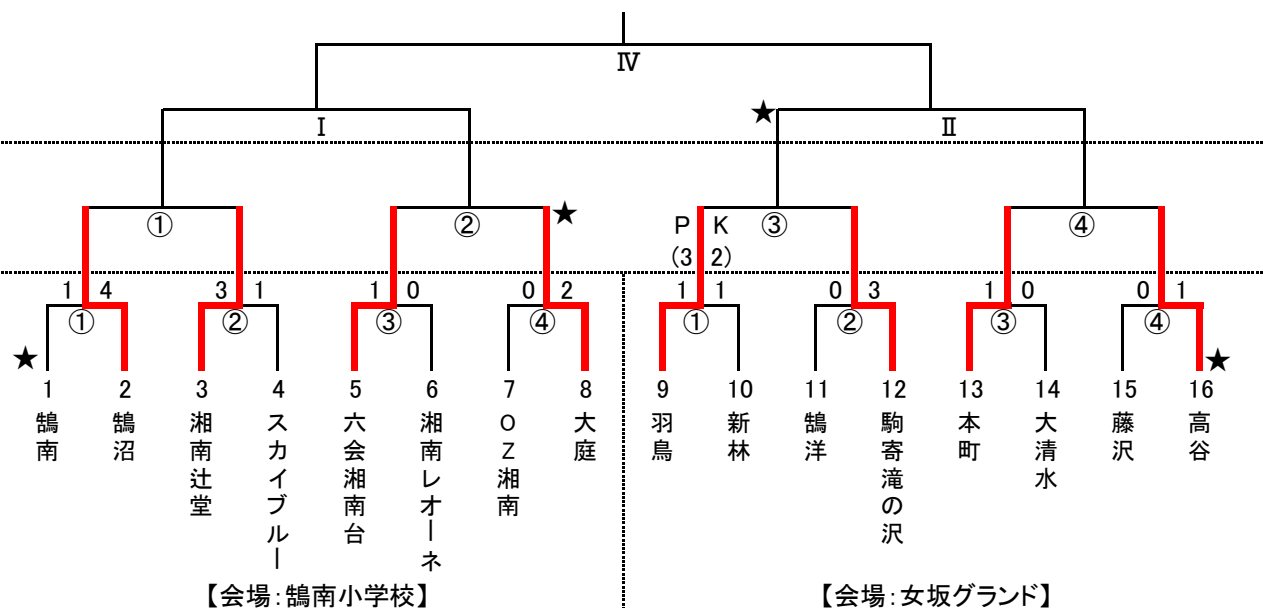 Ⅳ
★
Ⅰ Ⅱ
① ② ★ P K ③ ④
(3 2)
1 4 3 1 1 0 0 2 1 1 0 3 1 0 0 1
① ② ③ ④ ① ② ③ ④
★ ★
1 2 3 4 5 6 7 8 9 10 11 12 13 14 15 16
鵠南
鵠沼
湘南辻堂
スカイブルー
六会湘南台
湘南レオーネ
OZ湘南
大庭
羽鳥
新林
鵠洋
駒寄滝の沢
本町
大清水
藤沢
高谷
【会場:鵠南小学校】 【会場:女坂グランド】